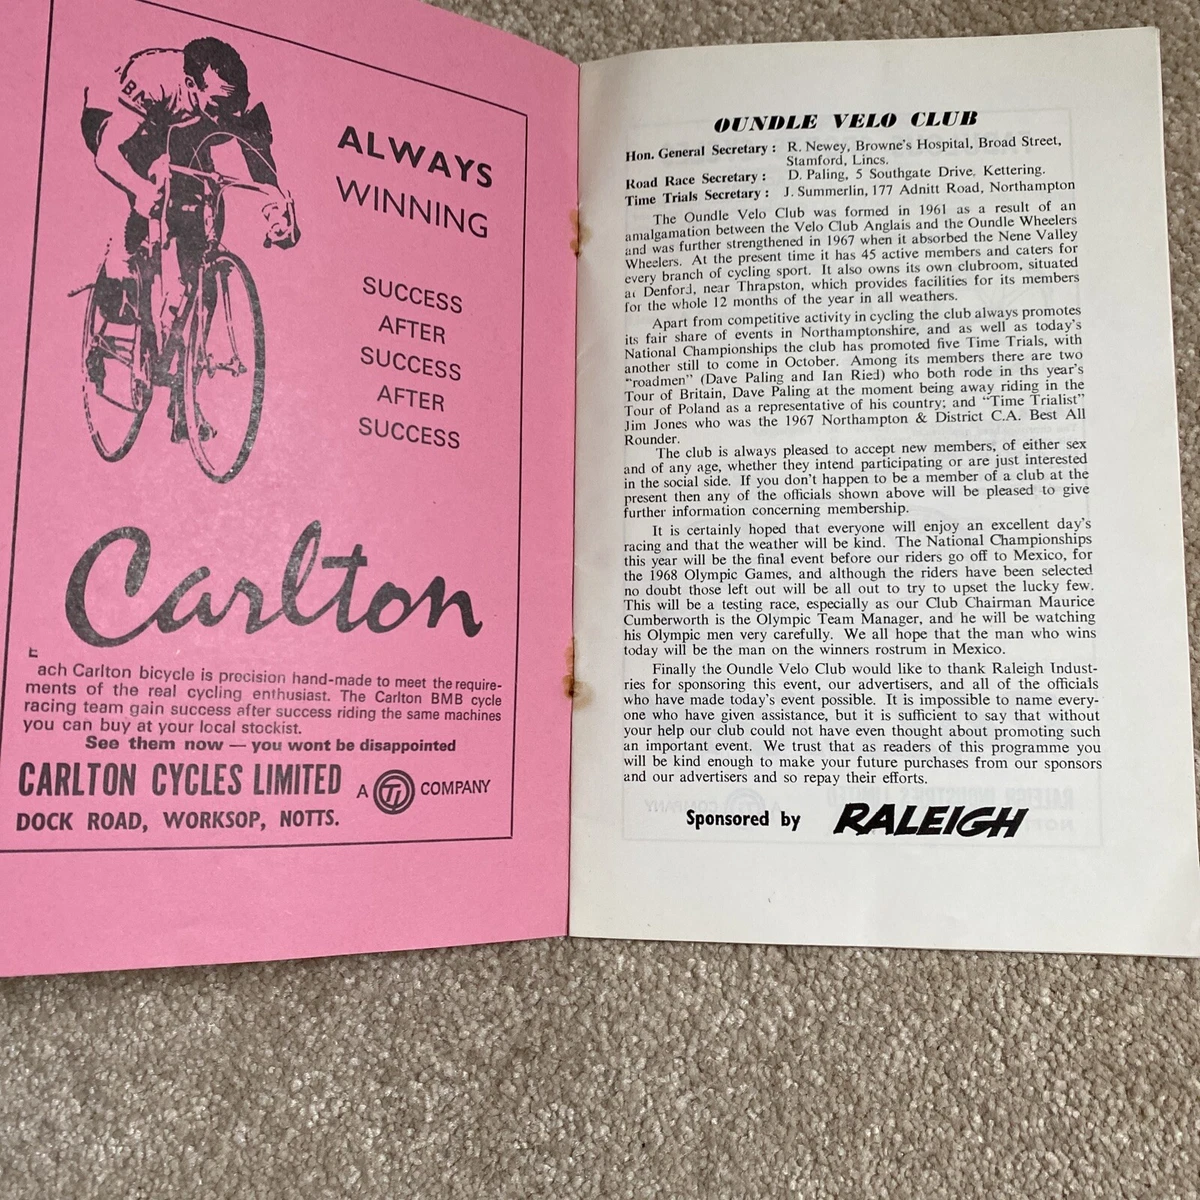 ALWAYS
WINNING
SUCCESS
AFTER
SUCCESS
AFTER
SUCCESS
Carlton
Each Carlton bicycle is precision hand-made to meet the require-
ments of the real cycling enthusiast. The Carlton BMB cycle
racing team gain success after success riding the same machines
you can buy at your local stockist.
See them now — you wont be disappointed
CARLTON CYCLES LIMITED A TI COMPANY
DOCK ROAD, WORKSOP, NOTTS.
OUNDLE VELO CLUB
Hon. General Secretary : R. Newey, Browne's Hospital, Broad Street,
Stamford, Lincs.
Road Race Secretary : D. Paling, 5 Southgate Drive, Kettering.
Time Trials Secretary : J. Summerlin, 177 Adnitt Road, Northampton
The Oundle Velo Club was formed in 1961 as a result of an
amalgamation between the Velo Club Anglais and the Oundle Wheelers
and was further strengthened in 1967 when it absorbed the Nene Valley
Wheelers. At the present time it has 45 active members and caters for
every branch of cycling sport. It also owns its own clubroom, situated
at Denford, near Thrapston, which provides facilities for its members
for the whole 12 months of the year in all weathers.
Apart from competitive activity in cycling the club always promotes
its fair share of events in Northamptonshire, and as well as today's
National Championships the club has promoted five Time Trials, with
another still to come in October. Among its members there are two
"roadmen" (Dave Paling and Ian Ried) who both rode in ths year's
Tour of Britain, Dave Paling at the moment being away riding in the
Tour of Poland as a representative of his country; and "Time Trialist"
Jim Jones who was the 1967 Northampton & District C.A. Best All
Rounder.
The club is always pleased to accept new members, of either sex
and of any age, whether they intend participating or are just interested
in the social side. If you don't happen to be a member of a club at the
present then any of the officials shown above will be pleased to give
further information concerning membership.
It is certainly hoped that everyone will enjoy an excellent day's
racing and that the weather will be kind. The National Championships
this year will be the final event before our riders go off to Mexico, for
the 1968 Olympic Games, and although the riders have been selected
no doubt those left out will be all out to try to upset the lucky few.
This will be a testing race, especially as our Club Chairman Maurice
Cumberworth is the Olympic Team Manager, and he will be watching
his Olympic men very carefully. We all hope that the man who wins
today will be the man on the winners rostrum in Mexico.
Finally the Oundle Velo Club would like to thank Raleigh Indust-
ries for sponsoring this event, our advertisers, and all of the officials
who have made today's event possible. It is impossible to name every-
one who have given assistance, but it is sufficient to say that without
your help our club could not have even thought about promoting such
an important event. We trust that as readers of this programme you
will be kind enough to make your future purchases from our sponsors
and our advertisers and so repay their efforts.
Sponsored by RALEIGH